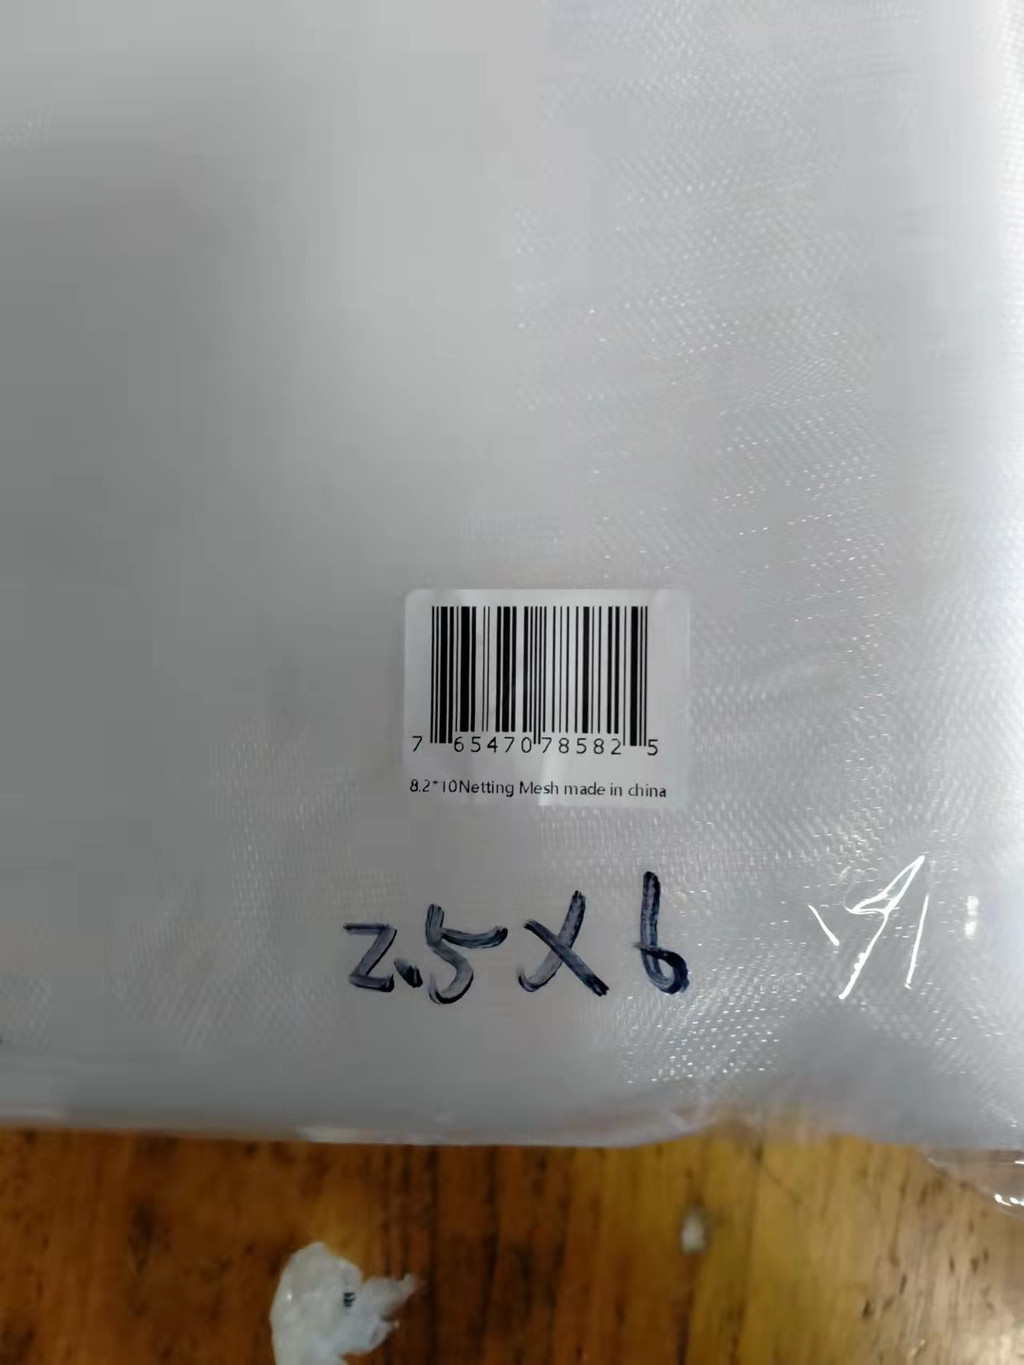 7 65470 78582 5
8.2*10Netting Mesh made in china
2.5X6